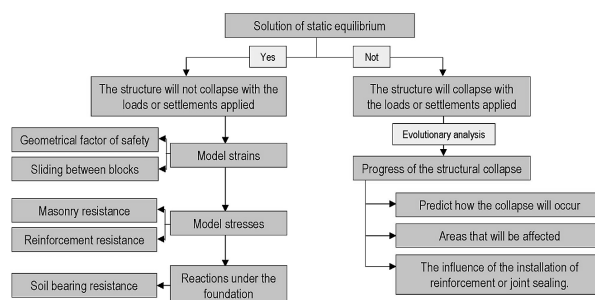 Solution of static equilibrium
Yes
Not
The structure will not collapse with the
loads or settlements applied
The structure will collapse with
the loads or settlements applied
Geometrical factor of safety
Sliding between blocks
Model strains
Evolutionary analysis
Progress of the structural collapse
Masonry resistance
Reinforcement resistance
Model stresses
Predict how the collapse will occur
Areas that will be affected
The influence of the installation of
reinforcement or joint sealing.
Soil bearing resistance
Reactions under the
foundation